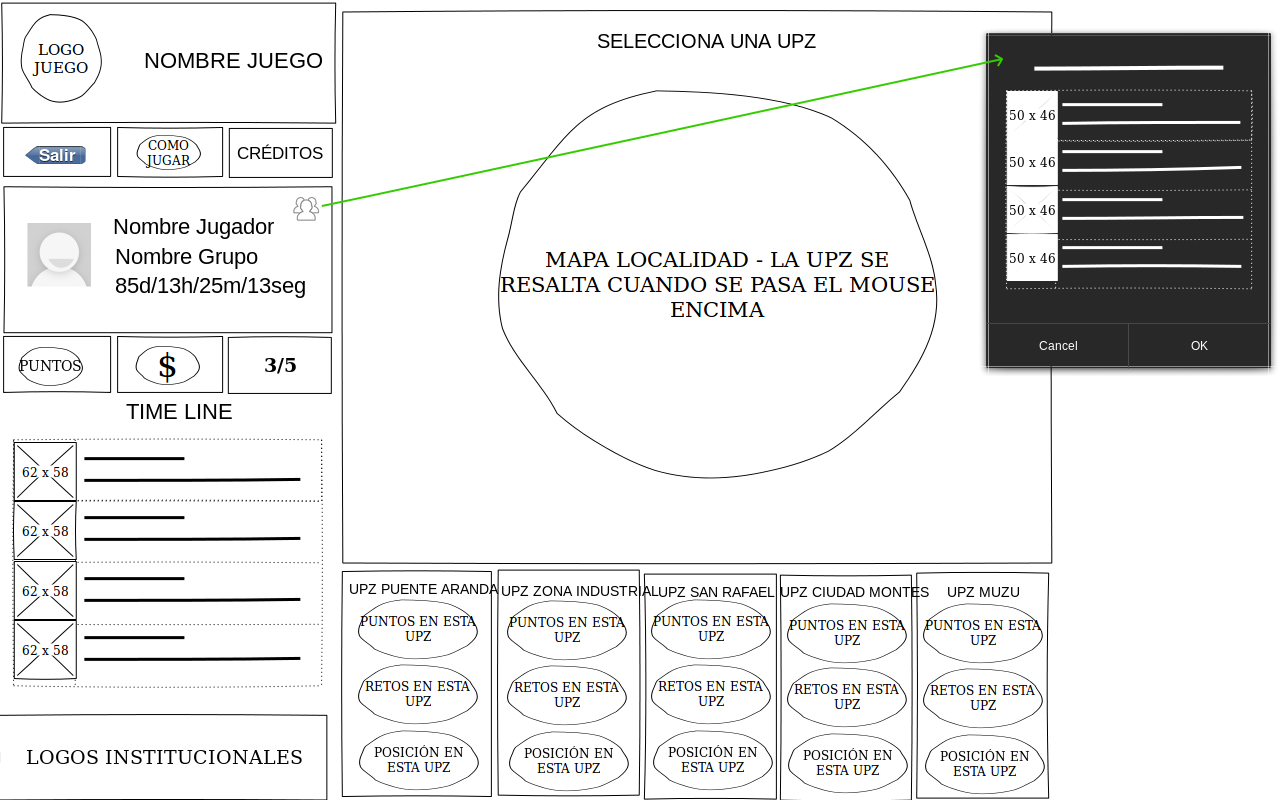 LOGO
JUEGO
NOMBRE JUEGO
Salir
COMO
JUGAR
CRÉDITOS
Nombre Jugador
Nombre Grupo
85d/13h/25m/13seg
PUNTOS
$
3/5
TIME LINE
62 x 58
62 x 58
62 x 58
62 x 58
LOGOS INSTITUCIONALES
SELECCIONA UNA UPZ
MAPA LOCALIDAD - LA UPZ SE
RESALTA CUANDO SE PASA EL MOUSE
ENCIMA
50 x 46
50 x 46
50 x 46
50 x 46
Cancel
OK
UPZ PUENTE ARANDA
PUNTOS EN ESTA
UPZ
RETOS EN ESTA
UPZ
POSICIÓN EN
ESTA UPZ
UPZ ZONA INDUSTRIAL
PUNTOS EN ESTA
UPZ
RETOS EN ESTA
UPZ
POSICIÓN EN
ESTA UPZ
UPZ SAN RAFAEL
PUNTOS EN ESTA
UPZ
RETOS EN ESTA
UPZ
POSICIÓN EN
ESTA UPZ
UPZ CIUDAD MONTES
PUNTOS EN ESTA
UPZ
RETOS EN ESTA
UPZ
POSICIÓN EN
ESTA UPZ
UPZ MUZU
PUNTOS EN ESTA
UPZ
RETOS EN ESTA
UPZ
POSICIÓN EN
ESTA UPZ